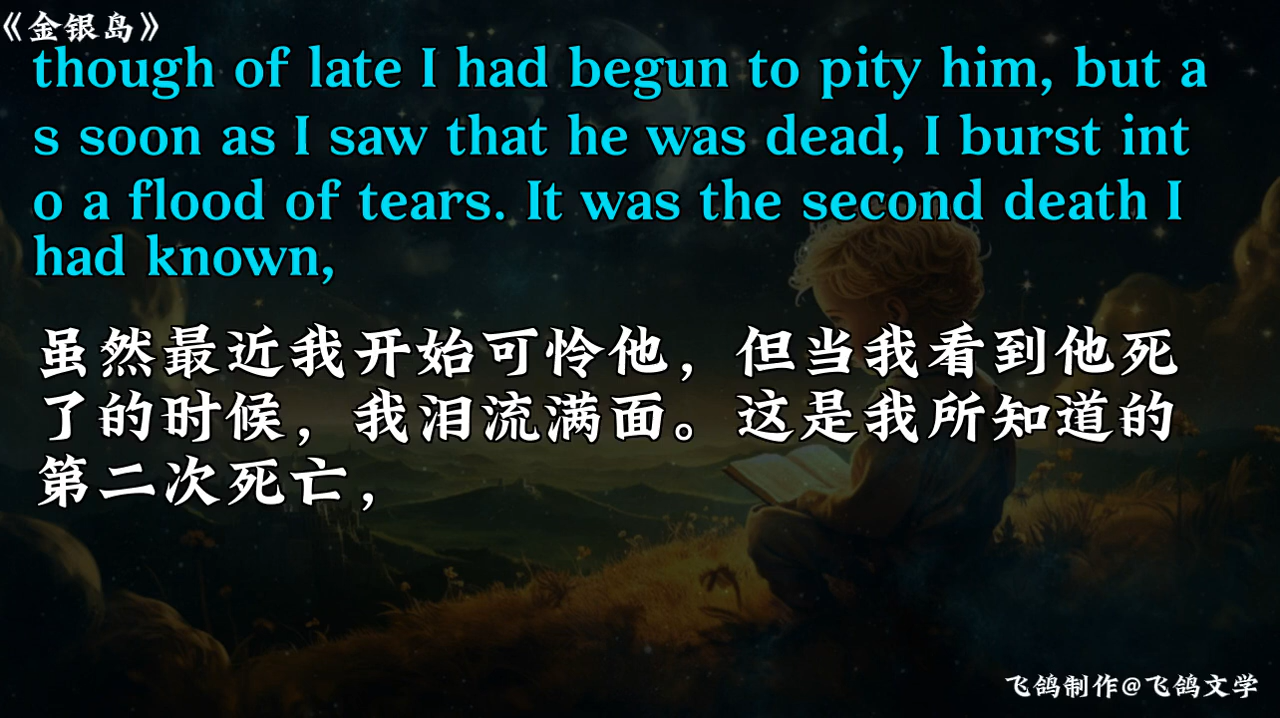 《金银岛》
though of late I had begun to pity him, but a
s soon as I saw that he was dead, I burst int
o a flood of tears. It was the second death I
had known,
虽然最近我开始可怜他，但当我看到他死
了的时候，我泪流满面。这是我所知道的
第二次死亡，
飞鸽制作@飞鸽文学